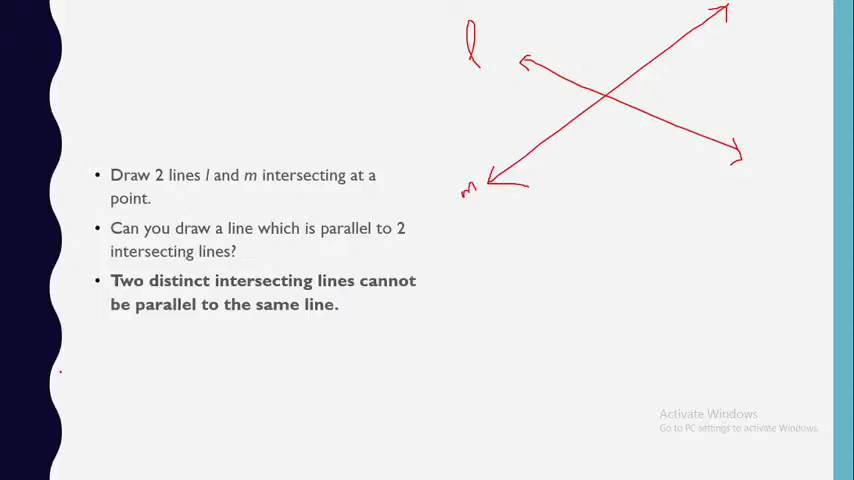 l
m
• Draw 2 lines l and m intersecting at a
point.
• Can you draw a line which is parallel to 2
intersecting lines?
• Two distinct intersecting lines cannot
be parallel to the same line.
Activate Windows
Go to PC settings to activate Windows.